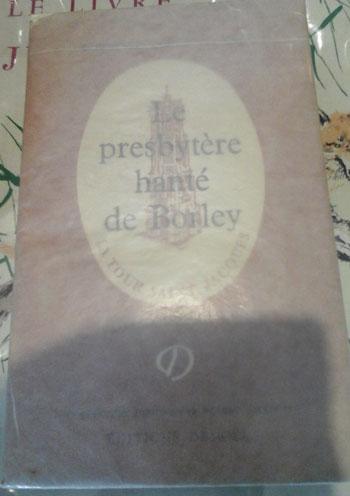 LE LIVRE
Le
presbytère
hanté
de Borley
LA TOUR SAINT JACQUES
ÉDITIONS DENOËL